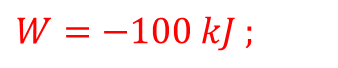 W = −100 kJ ;